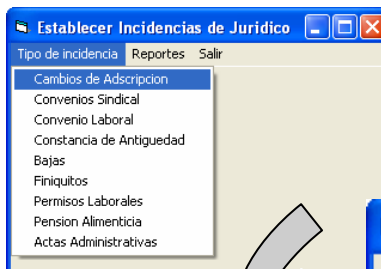 Establecer Incidencias de Juridico
Tipo de incidencia Reportes Salir
Cambios de Adscripcion
Convenios Sindical
Convenio Laboral
Constancia de Antiguedad
Bajas
Finiquitos
Permisos Laborales
Pension Alimenticia
Actas Administrativas